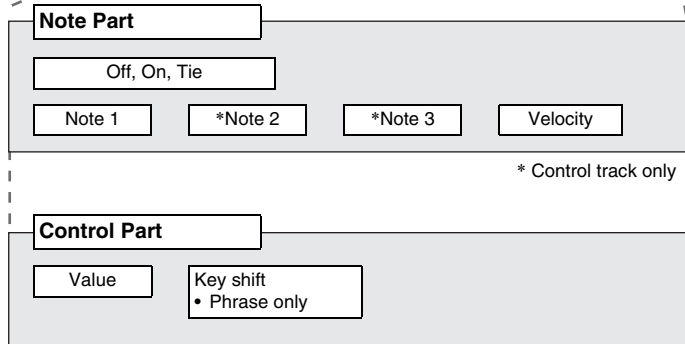 Note Part
Off, On, Tie
Note 1 *Note 2 *Note 3 Velocity
* Control track only
Control Part
Value Key shift
• Phrase only